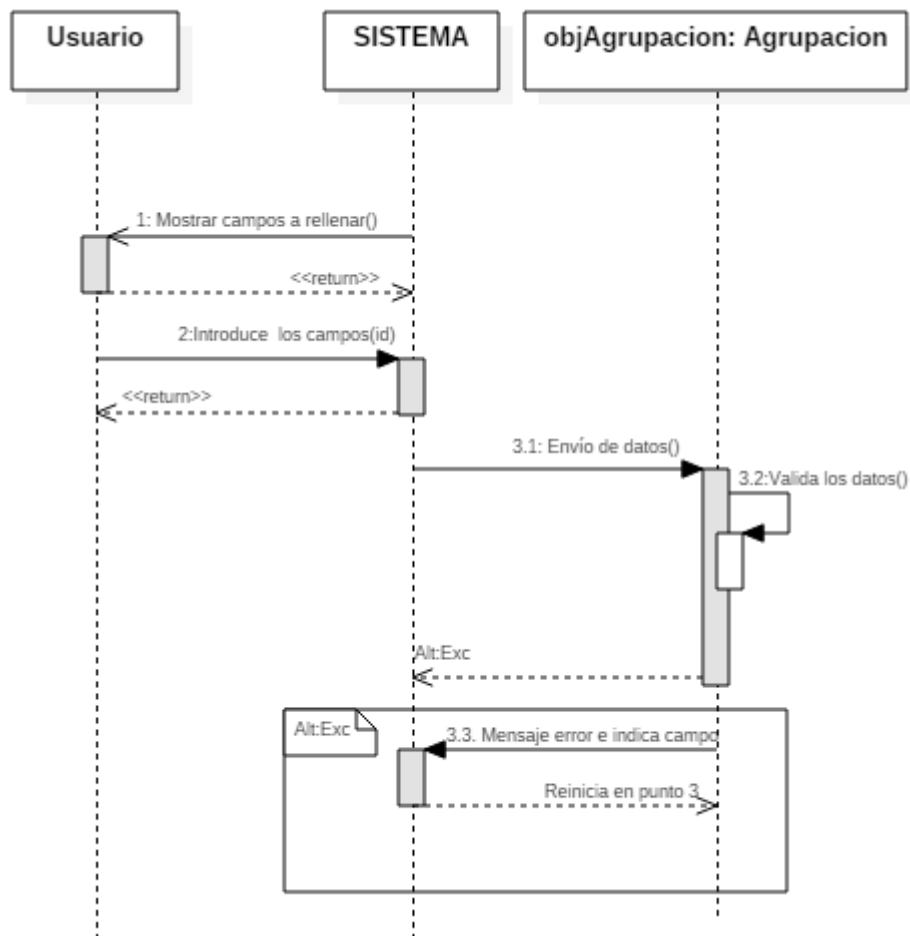 Usuario
SISTEMA
objAgrupacion: Agrupacion
1: Mostrar campos a rellenar()
<<return>>
2:Introduce los campos(id)
<<return>>
3.1: Envío de datos()
3.2:Valida los datos()
Alt:Exc
Alt:Exc
3.3. Mensaje error e indica campo
Reinicia en punto 3